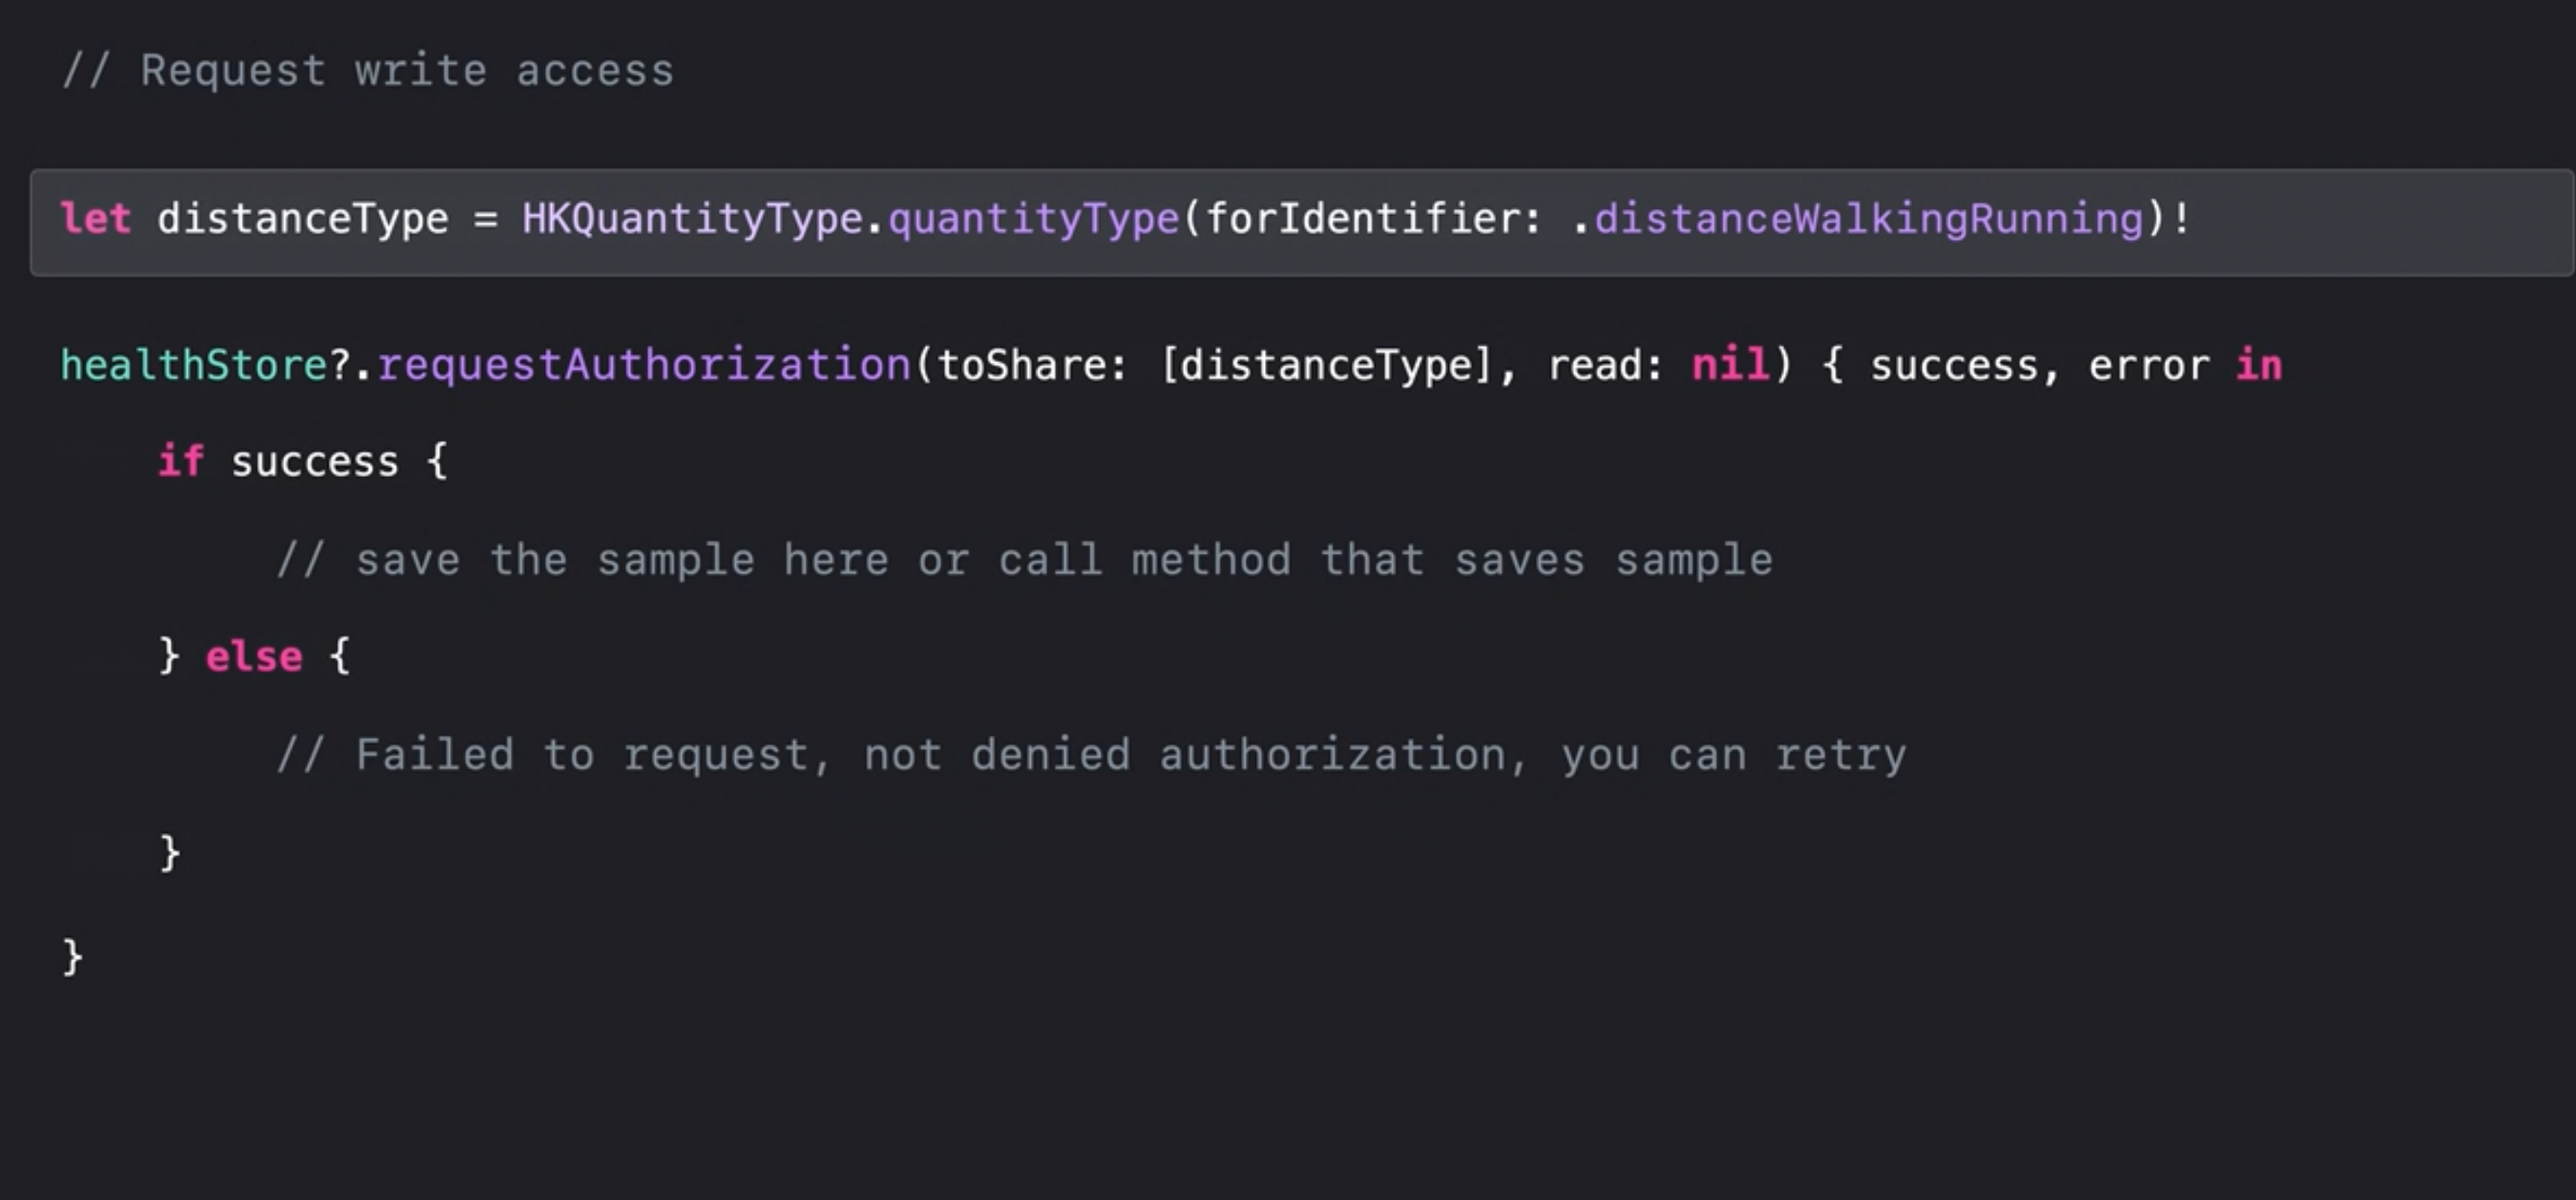 // Request write access
let distanceType = HKQuantityType.quantityType(forIdentifier: .distanceWalkingRunning)!
healthStore?.requestAuthorization(toShare: [distanceType], read: nil) { success, error in
if success {
// save the sample here or call method that saves sample
} else {
// Failed to request, not denied authorization, you can retry
}
}